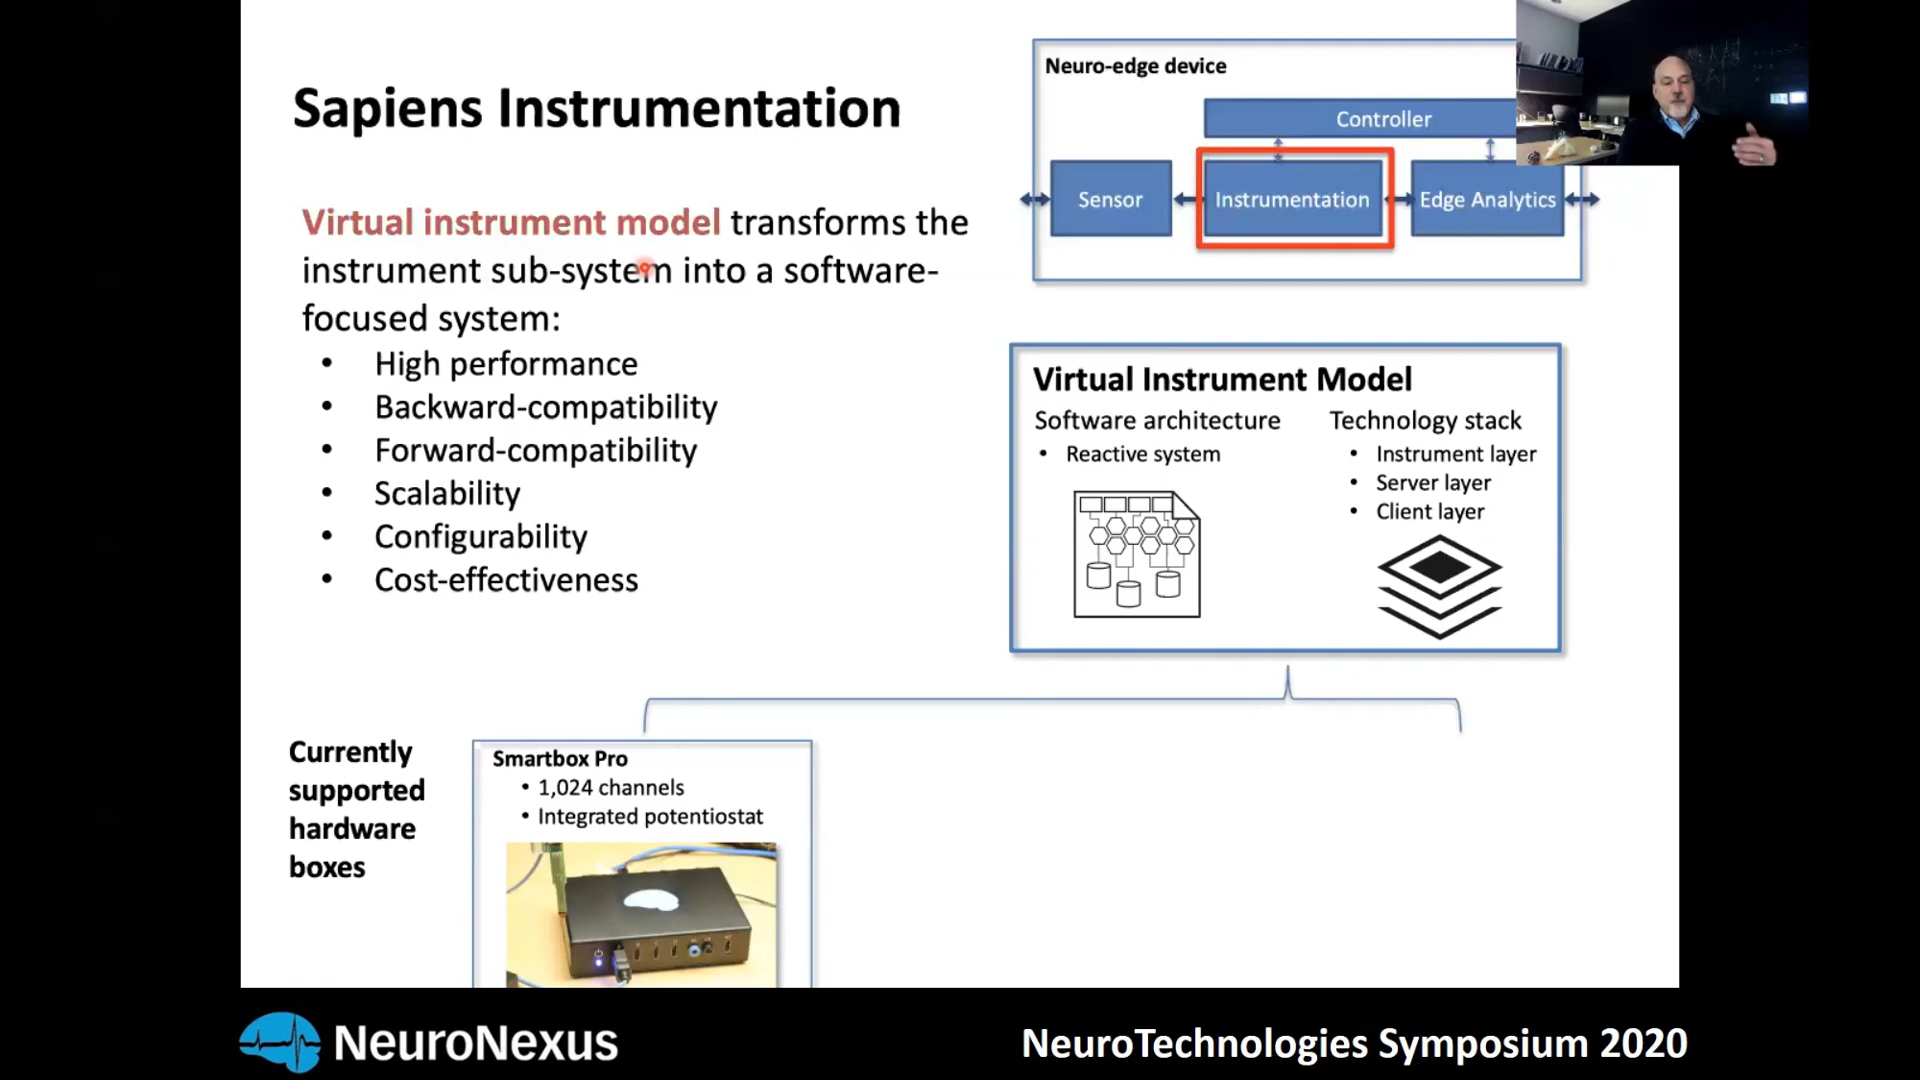 Sapiens Instrumentation
Virtual instrument model transforms the
instrument sub-system into a software-
focused system:
• High performance
• Backward-compatibility
• Forward-compatibility
• Scalability
• Configurability
• Cost-effectiveness
Neuro-edge device
Controller
Sensor
Instrumentation
Edge Analytics
Virtual Instrument Model
Software architecture
• Reactive system
Technology stack
• Instrument layer
• Server layer
• Client layer
Currently
supported
hardware
boxes
Smartbox Pro
• 1,024 channels
• Integrated potentiostat
NeuroNexus
NeuroTechnologies Symposium 2020